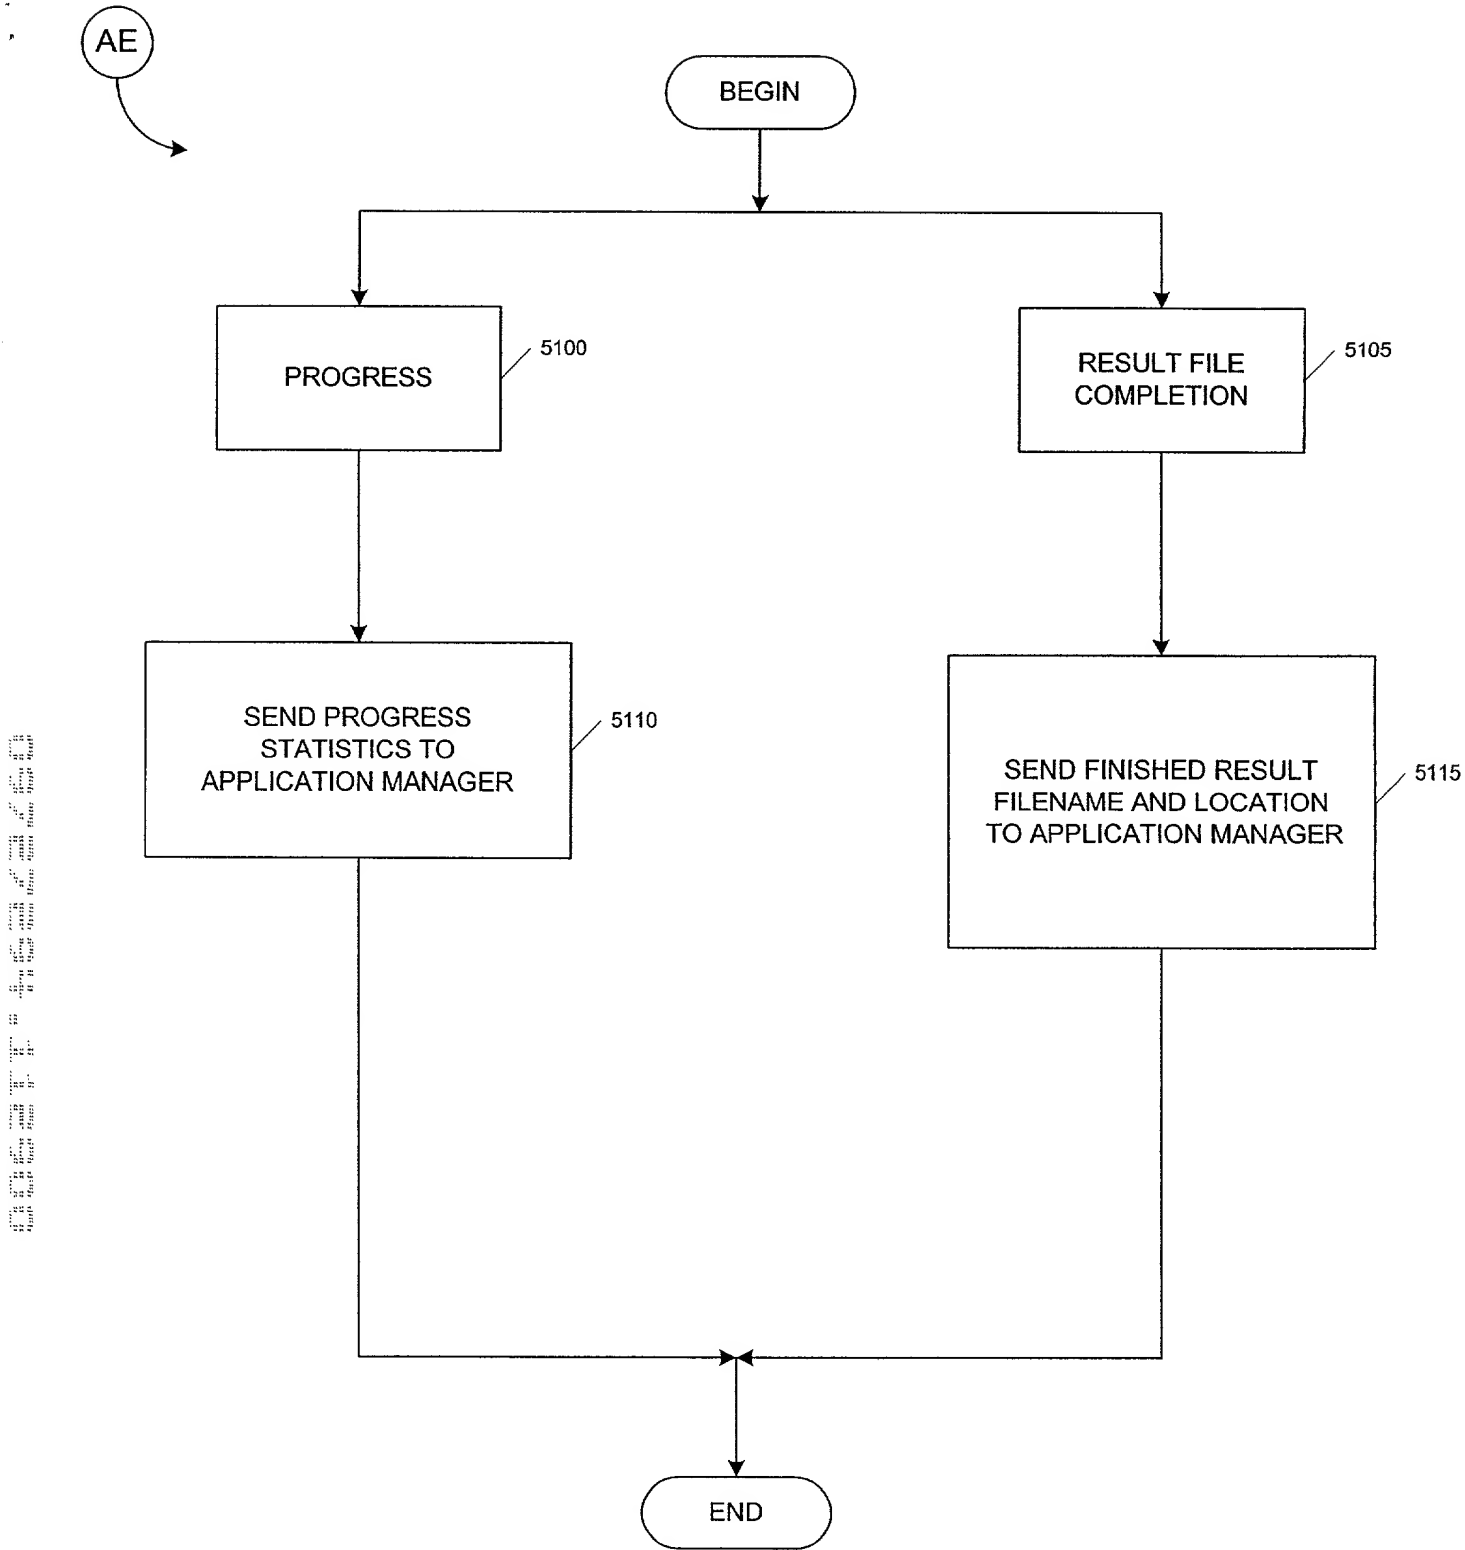 AE
BEGIN
PROGRESS
5100
RESULT FILE
COMPLETION
5105
SEND PROGRESS
STATISTICS TO
APPLICATION MANAGER
5110
SEND FINISHED RESULT
FILENAME AND LOCATION
TO APPLICATION MANAGER
5115
END